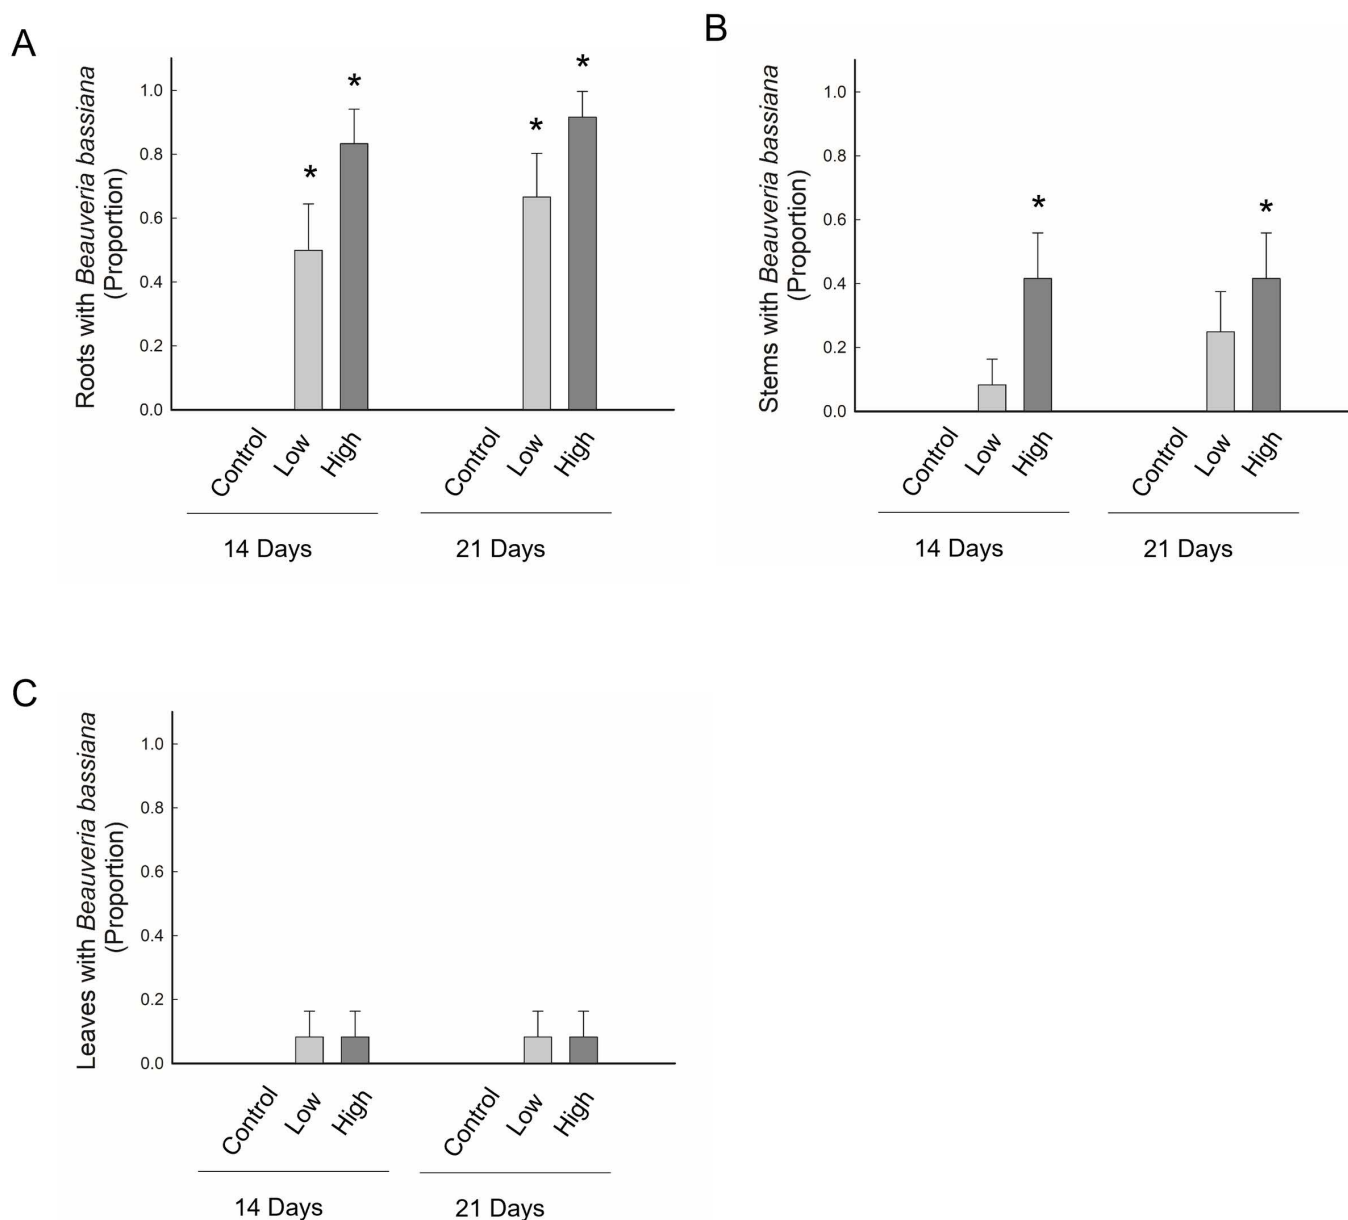 A
Roots with Beauveria bassiana
(Proportion)
1.0
0.8
0.6
0.4
0.2
0.0
*
*
*
*
Control
Low
High
Control
Low
High
14 Days
21 Days
B
Stems with Beauveria bassiana
(Proportion)
1.0
0.8
0.6
0.4
0.2
0.0
*
*
Control
Low
High
Control
Low
High
14 Days
21 Days
C
Leaves with Beauveria bassiana
(Proportion)
1.0
0.8
0.6
0.4
0.2
0.0
Control
Low
High
Control
Low
High
14 Days
21 Days